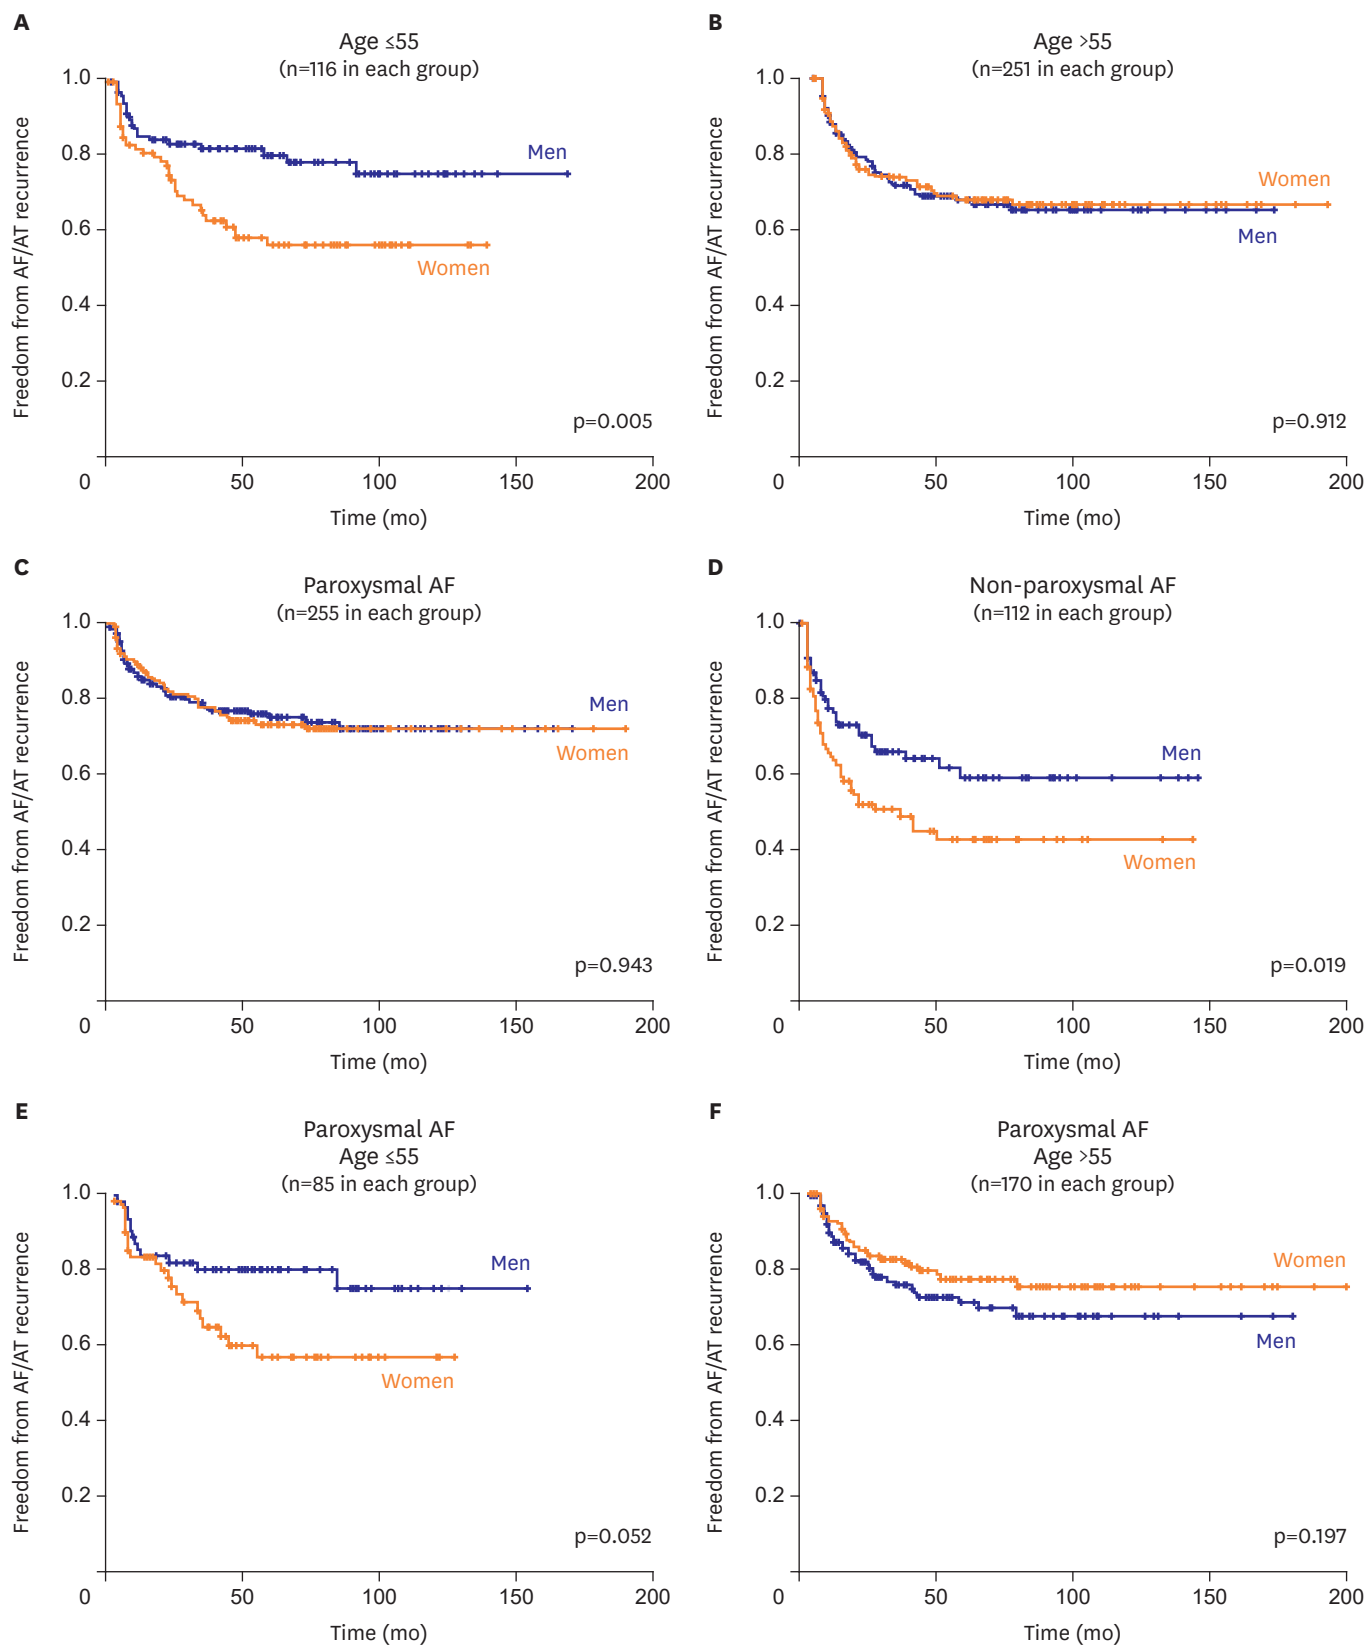 A
Age ≤55
(n=116 in each group)
Freedom from AF/AT recurrence
1.0
0.8
0.6
0.4
0.2
Men
Women
p=0.005
0 50 100 150 200
Time (mo)
B
Age >55
(n=251 in each group)
Freedom from AF/AT recurrence
1.0
0.8
0.6
0.4
0.2
Women
Men
p=0.912
0 50 100 150 200
Time (mo)
C
Paroxysmal AF
(n=255 in each group)
Freedom from AF/AT recurrence
1.0
0.8
0.6
0.4
0.2
Men
Women
p=0.943
0 50 100 150 200
Time (mo)
D
Non-paroxysmal AF
(n=112 in each group)
Freedom from AF/AT recurrence
1.0
0.8
0.6
0.4
0.2
Men
Women
p=0.019
0 50 100 150 200
Time (mo)
E
Paroxysmal AF
Age ≤55
(n=85 in each group)
Freedom from AF/AT recurrence
1.0
0.8
0.6
0.4
0.2
Men
Women
p=0.052
0 50 100 150 200
Time (mo)
F
Paroxysmal AF
Age >55
(n=170 in each group)
Freedom from AF/AT recurrence
1.0
0.8
0.6
0.4
0.2
Women
Men
p=0.197
0 50 100 150 200
Time (mo)